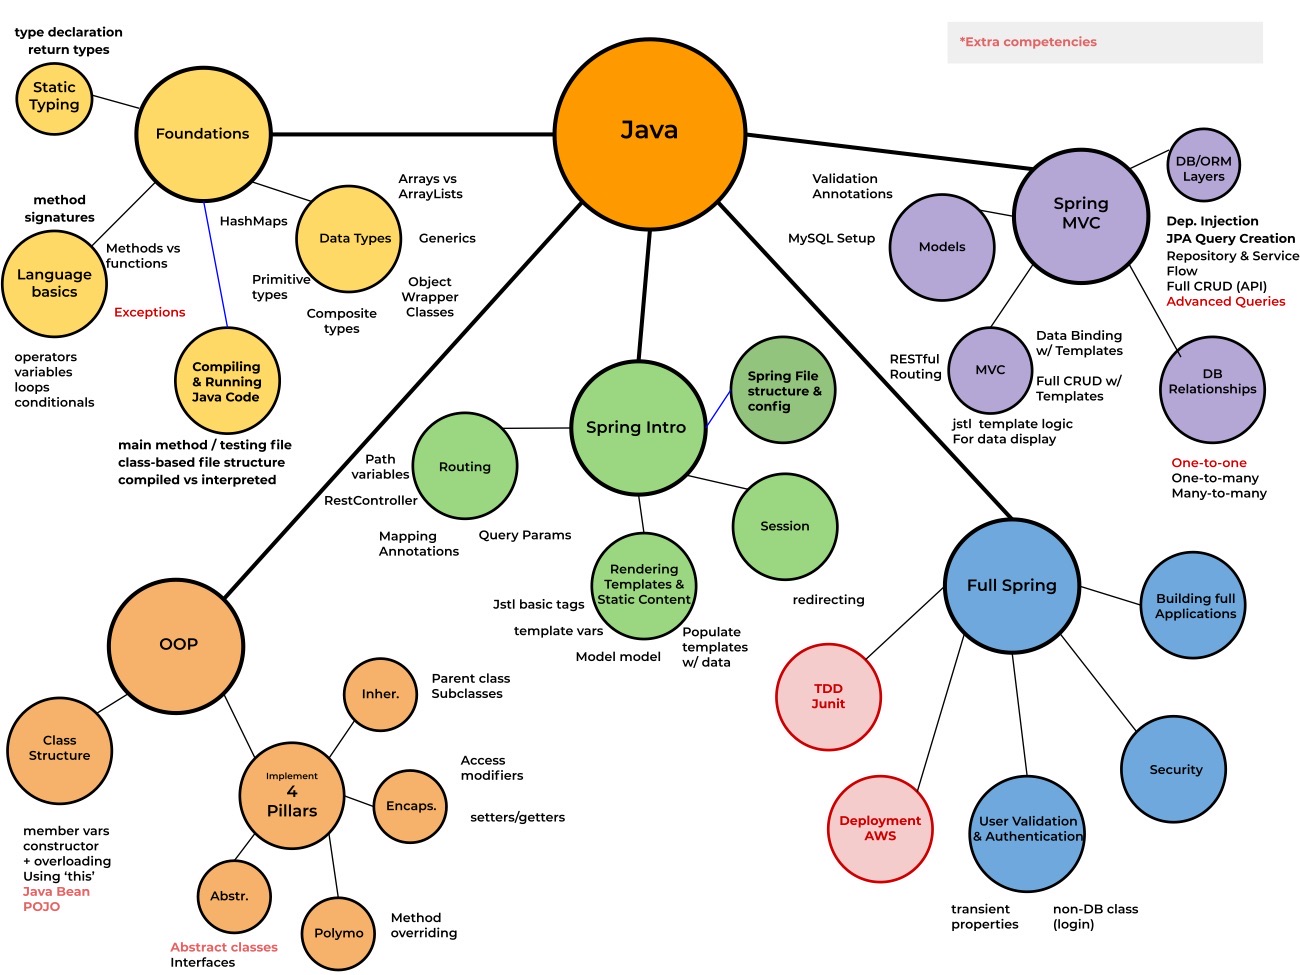 type declaration
return types
*Extra competencies
Static
Typing
Foundations
Java
method
signatures
Methods vs
functions
Language
basics
Exceptions
operators
variables
loops
conditionals
HashMaps
Arrays vs
ArrayLists
Data Types
Generics
Primitive
types
Composite
types
Object
Wrapper
Classes
Compiling
& Running
Java Code
main method / testing file
class-based file structure
compiled vs interpreted
Validation
Annotations
MySQL Setup
Models
Spring
MVC
DB/ORM
Layers
Dep. Injection
JPA Query Creation
Repository & Service
Flow
Full CRUD (API)
Advanced Queries
RESTful
Routing
MVC
Data Binding
w/ Templates
Full CRUD w/
Templates
jstl  template logic
For data display
DB
Relationships
One-to-one
One-to-many
Many-to-many
Spring Intro
Spring File
structure &
config
Routing
Path
variables
RestController
Mapping
Annotations
Query Params
Session
redirecting
Rendering
Templates &
Static Content
Jstl basic tags
template vars
Model model
Populate
templates
w/ data
OOP
Class
Structure
member vars
constructor
+ overloading
Using ‘this’
Java Bean
POJO
Implement
4
Pillars
Inher.
Parent class
Subclasses
Encaps.
Access
modifiers
setters/getters
Abstr.
Abstract classes
Interfaces
Polymo
Method
overriding
Full Spring
Building full
Applications
TDD
Junit
Deployment
AWS
User Validation
& Authentication
transient
properties
non-DB class
(login)
Security